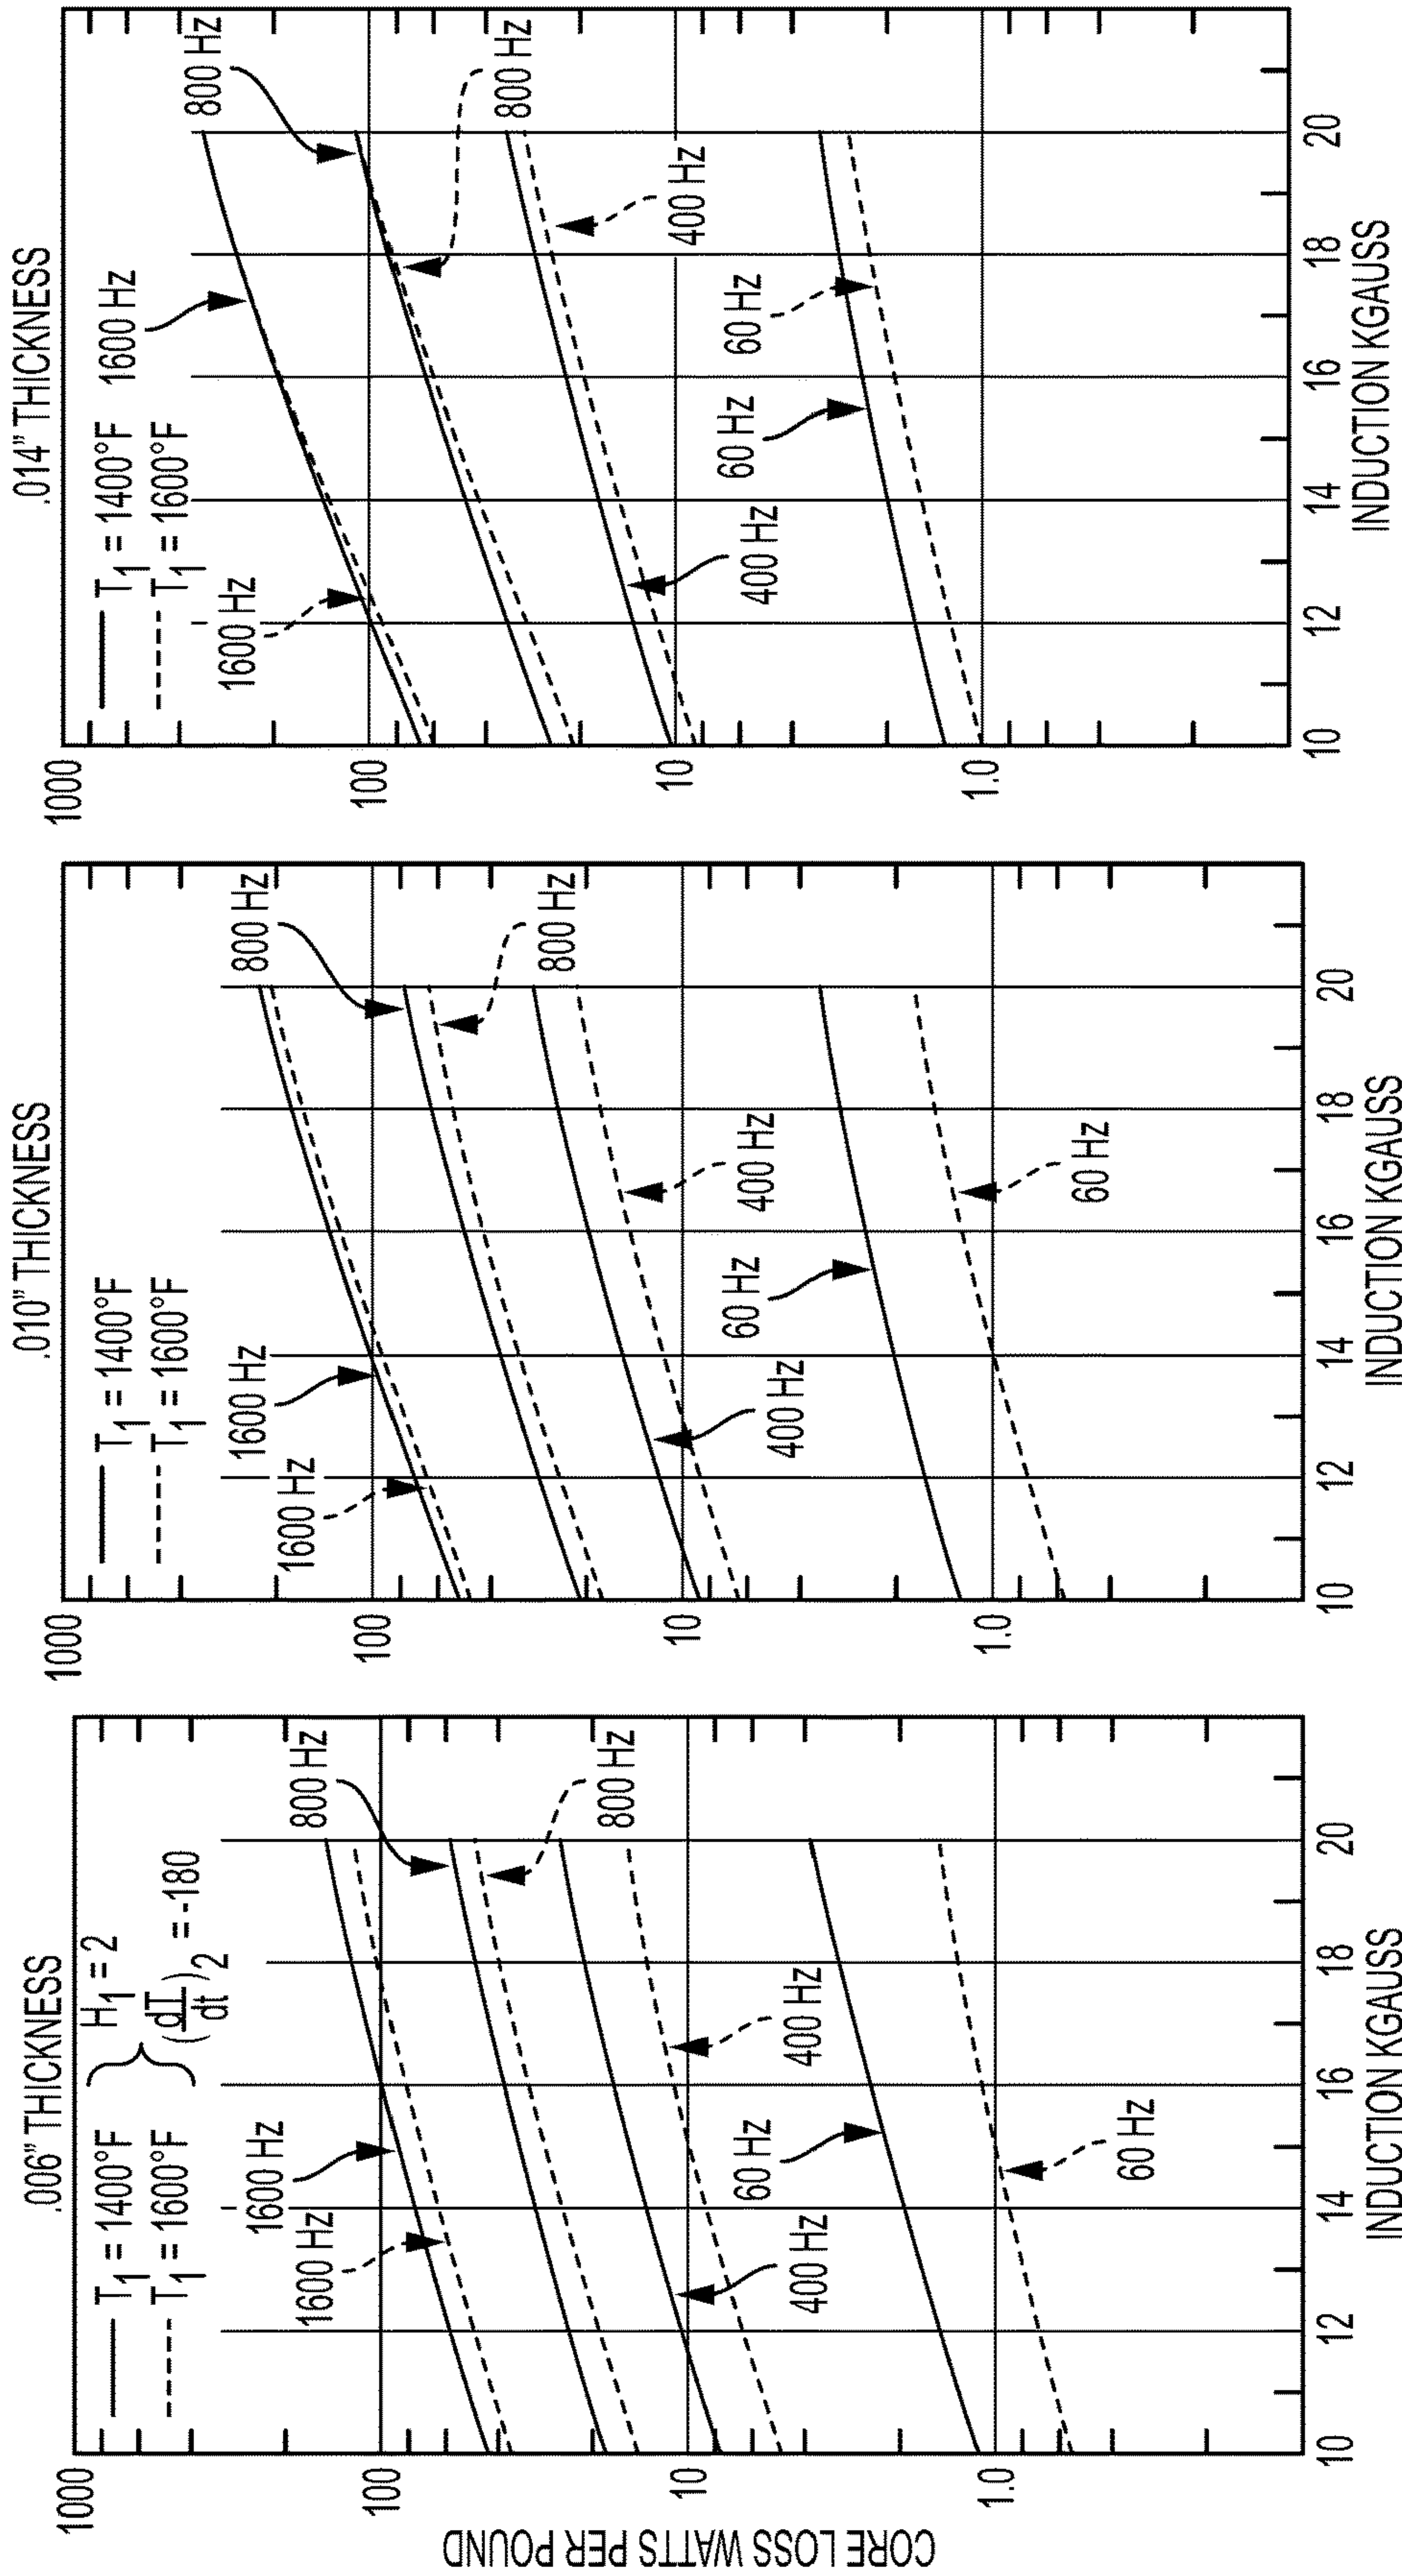 .006” THICKNESS
T1 = 1400°F
T1 = 1600°F
H1 = 2
(dT/dt)2 = -180
1600 Hz
1600 Hz
800 Hz
800 Hz
400 Hz
400 Hz
60 Hz
60 Hz
1000
100
10
1.0
CORE LOSS WATTS PER POUND
10 12 14 16 18 20
INDUCTION KGAUSS
.010” THICKNESS
T1 = 1400°F
T1 = 1600°F
1600 Hz
1600 Hz
800 Hz
800 Hz
400 Hz
400 Hz
60 Hz
60 Hz
1000
100
10
1.0
10 12 14 16 18 20
INDUCTION KGAUSS
.014” THICKNESS
T1 = 1400°F
T1 = 1600°F
1600 Hz
1600 Hz
800 Hz
800 Hz
400 Hz
400 Hz
60 Hz
60 Hz
1000
100
10
1.0
10 12 14 16 18 20
INDUCTION KGAUSS